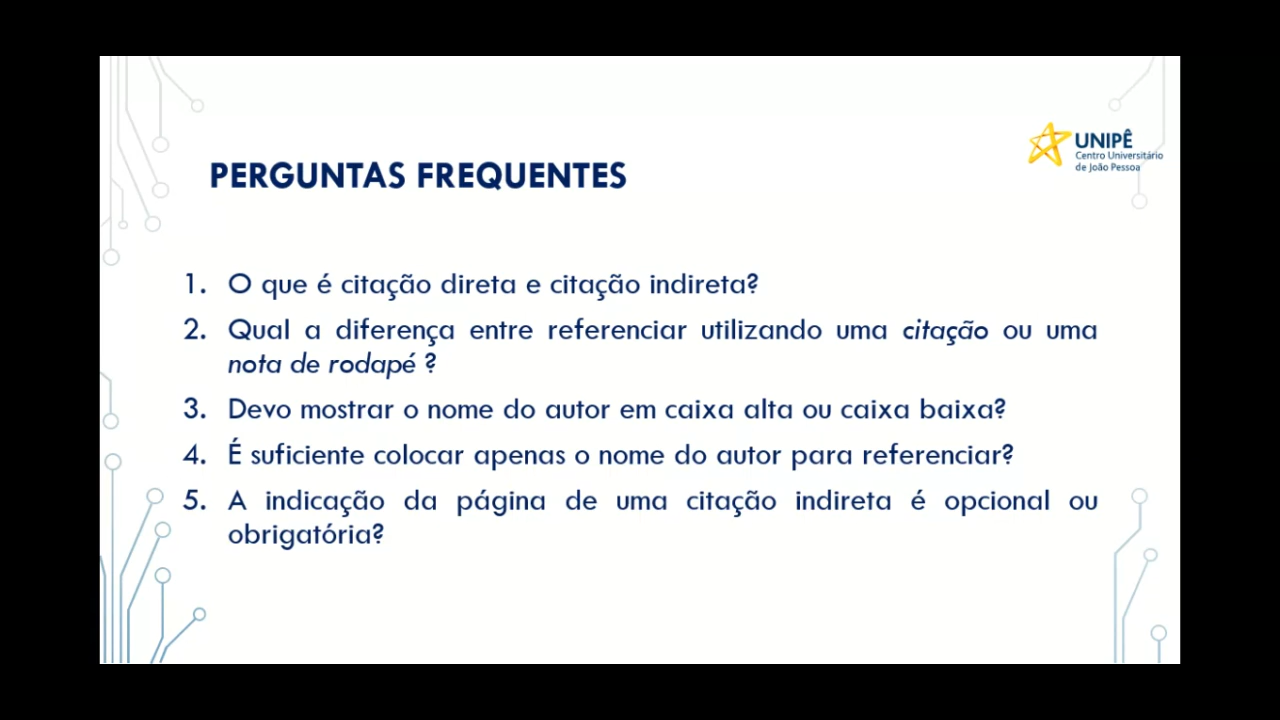 UNIPÊ
Centro Universitário
de João Pessoa
PERGUNTAS FREQUENTES
1. O que é citação direta e citação indireta?
2. Qual a diferença entre referenciar utilizando uma citação ou uma
nota de rodapé ?
3. Devo mostrar o nome do autor em caixa alta ou caixa baixa?
4. É suficiente colocar apenas o nome do autor para referenciar?
5. A indicação da página de uma citação indireta é opcional ou
obrigatória?